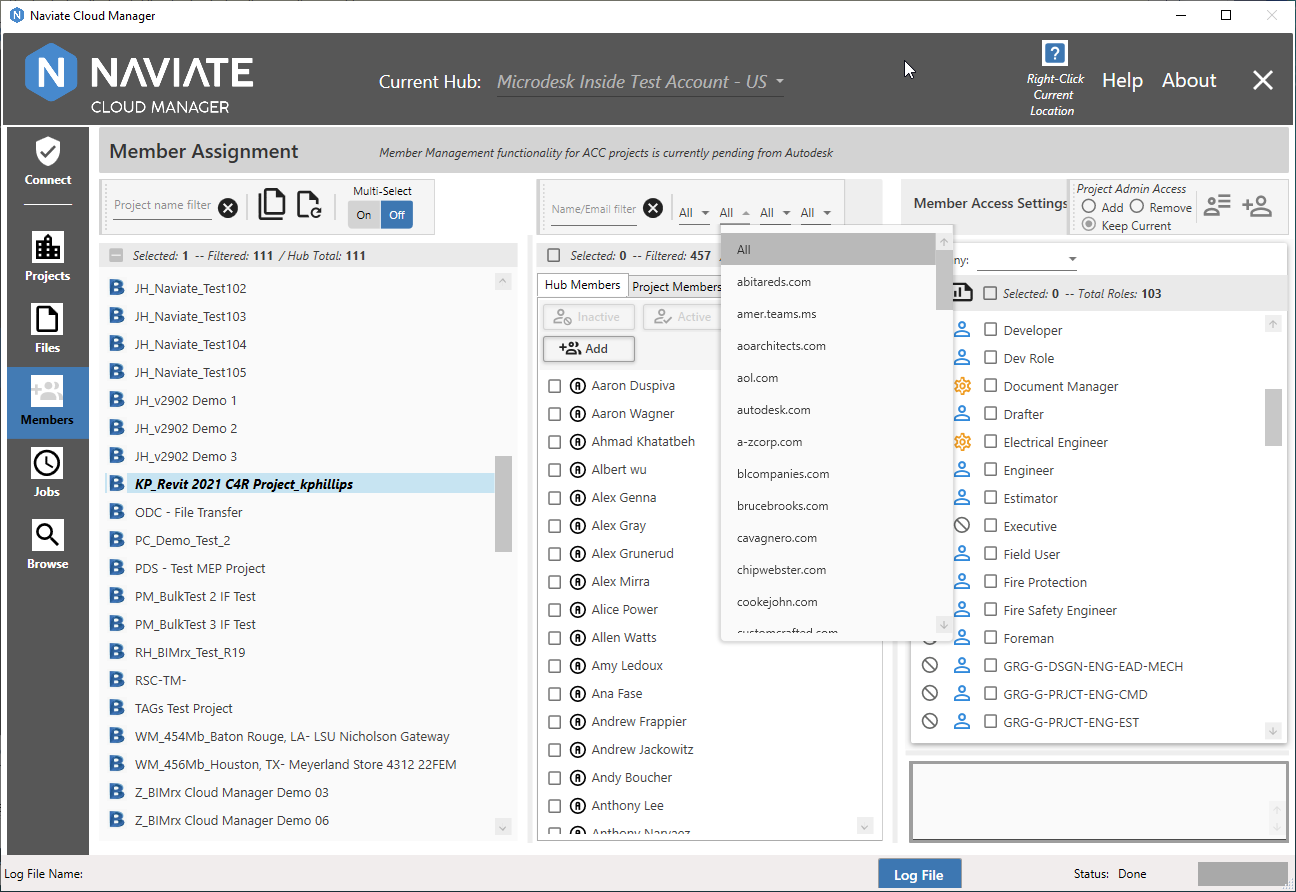 Naviate Cloud Manager
NAVIATE
CLOUD MANAGER
Current Hub: Microdesk Inside Test Account - US
?
Right-Click
Current
Location
Help
About
Connect
Projects
Files
Members
Jobs
Browse
Member Assignment
Member Management functionality for ACC projects is currently pending from Autodesk
Project name filter
Multi-Select
On Off
Selected: 1 -- Filtered: 111 / Hub Total: 111
JH_Naviate_Test102
JH_Naviate_Test103
JH_Naviate_Test104
JH_Naviate_Test105
JH_v2902 Demo 1
JH_v2902 Demo 2
JH_v2902 Demo 3
KP_Revit 2021 C4R Project_kphillips
ODC - File Transfer
PC_Demo_Test_2
PDS - Test MEP Project
PM_BulkTest 2 IF Test
PM_BulkTest 3 IF Test
RH_BIMrx_Test_R19
RSC-TM-
TAGs Test Project
WM_454Mb_Baton Rouge, LA- LSU Nicholson Gateway
WM_456Mb_Houston, TX- Meyerland Store 4312 22FEM
Z_BIMrx Cloud Manager Demo 03
Z_BIMrx Cloud Manager Demo 06
Name/Email filter
All All All All
Selected: 0 -- Filtered: 457
Hub Members Project Members
Inactive Active
Add
Aaron Duspiva
Aaron Wagner
Ahmad Khatatbeh
Albert wu
Alex Genna
Alex Gray
Alex Grunerud
Alex Mirra
Alice Power
Allen Watts
Amy Ledoux
Ana Fase
Andrew Frappier
Andrew Jackowitz
Andy Boucher
Anthony Lee
Anthony Narvaez
All
abitareds.com
amer.teams.ms
aoarchitects.com
aol.com
autodesk.com
a-zcorp.com
blcompanies.com
brucebrooks.com
cavagnero.com
chipwebster.com
cookejohn.com
customcrafted.com
Member Access Settings
Project Admin Access
Add Remove
Keep Current
ny:
Selected: 0 -- Total Roles: 103
Developer
Dev Role
Document Manager
Drafter
Electrical Engineer
Engineer
Estimator
Executive
Field User
Fire Protection
Fire Safety Engineer
Foreman
GRG-G-DSGN-ENG-EAD-MECH
GRG-G-PRJCT-ENG-CMD
GRG-G-PRJCT-ENG-EST
Log File Name:
Log File
Status: Done